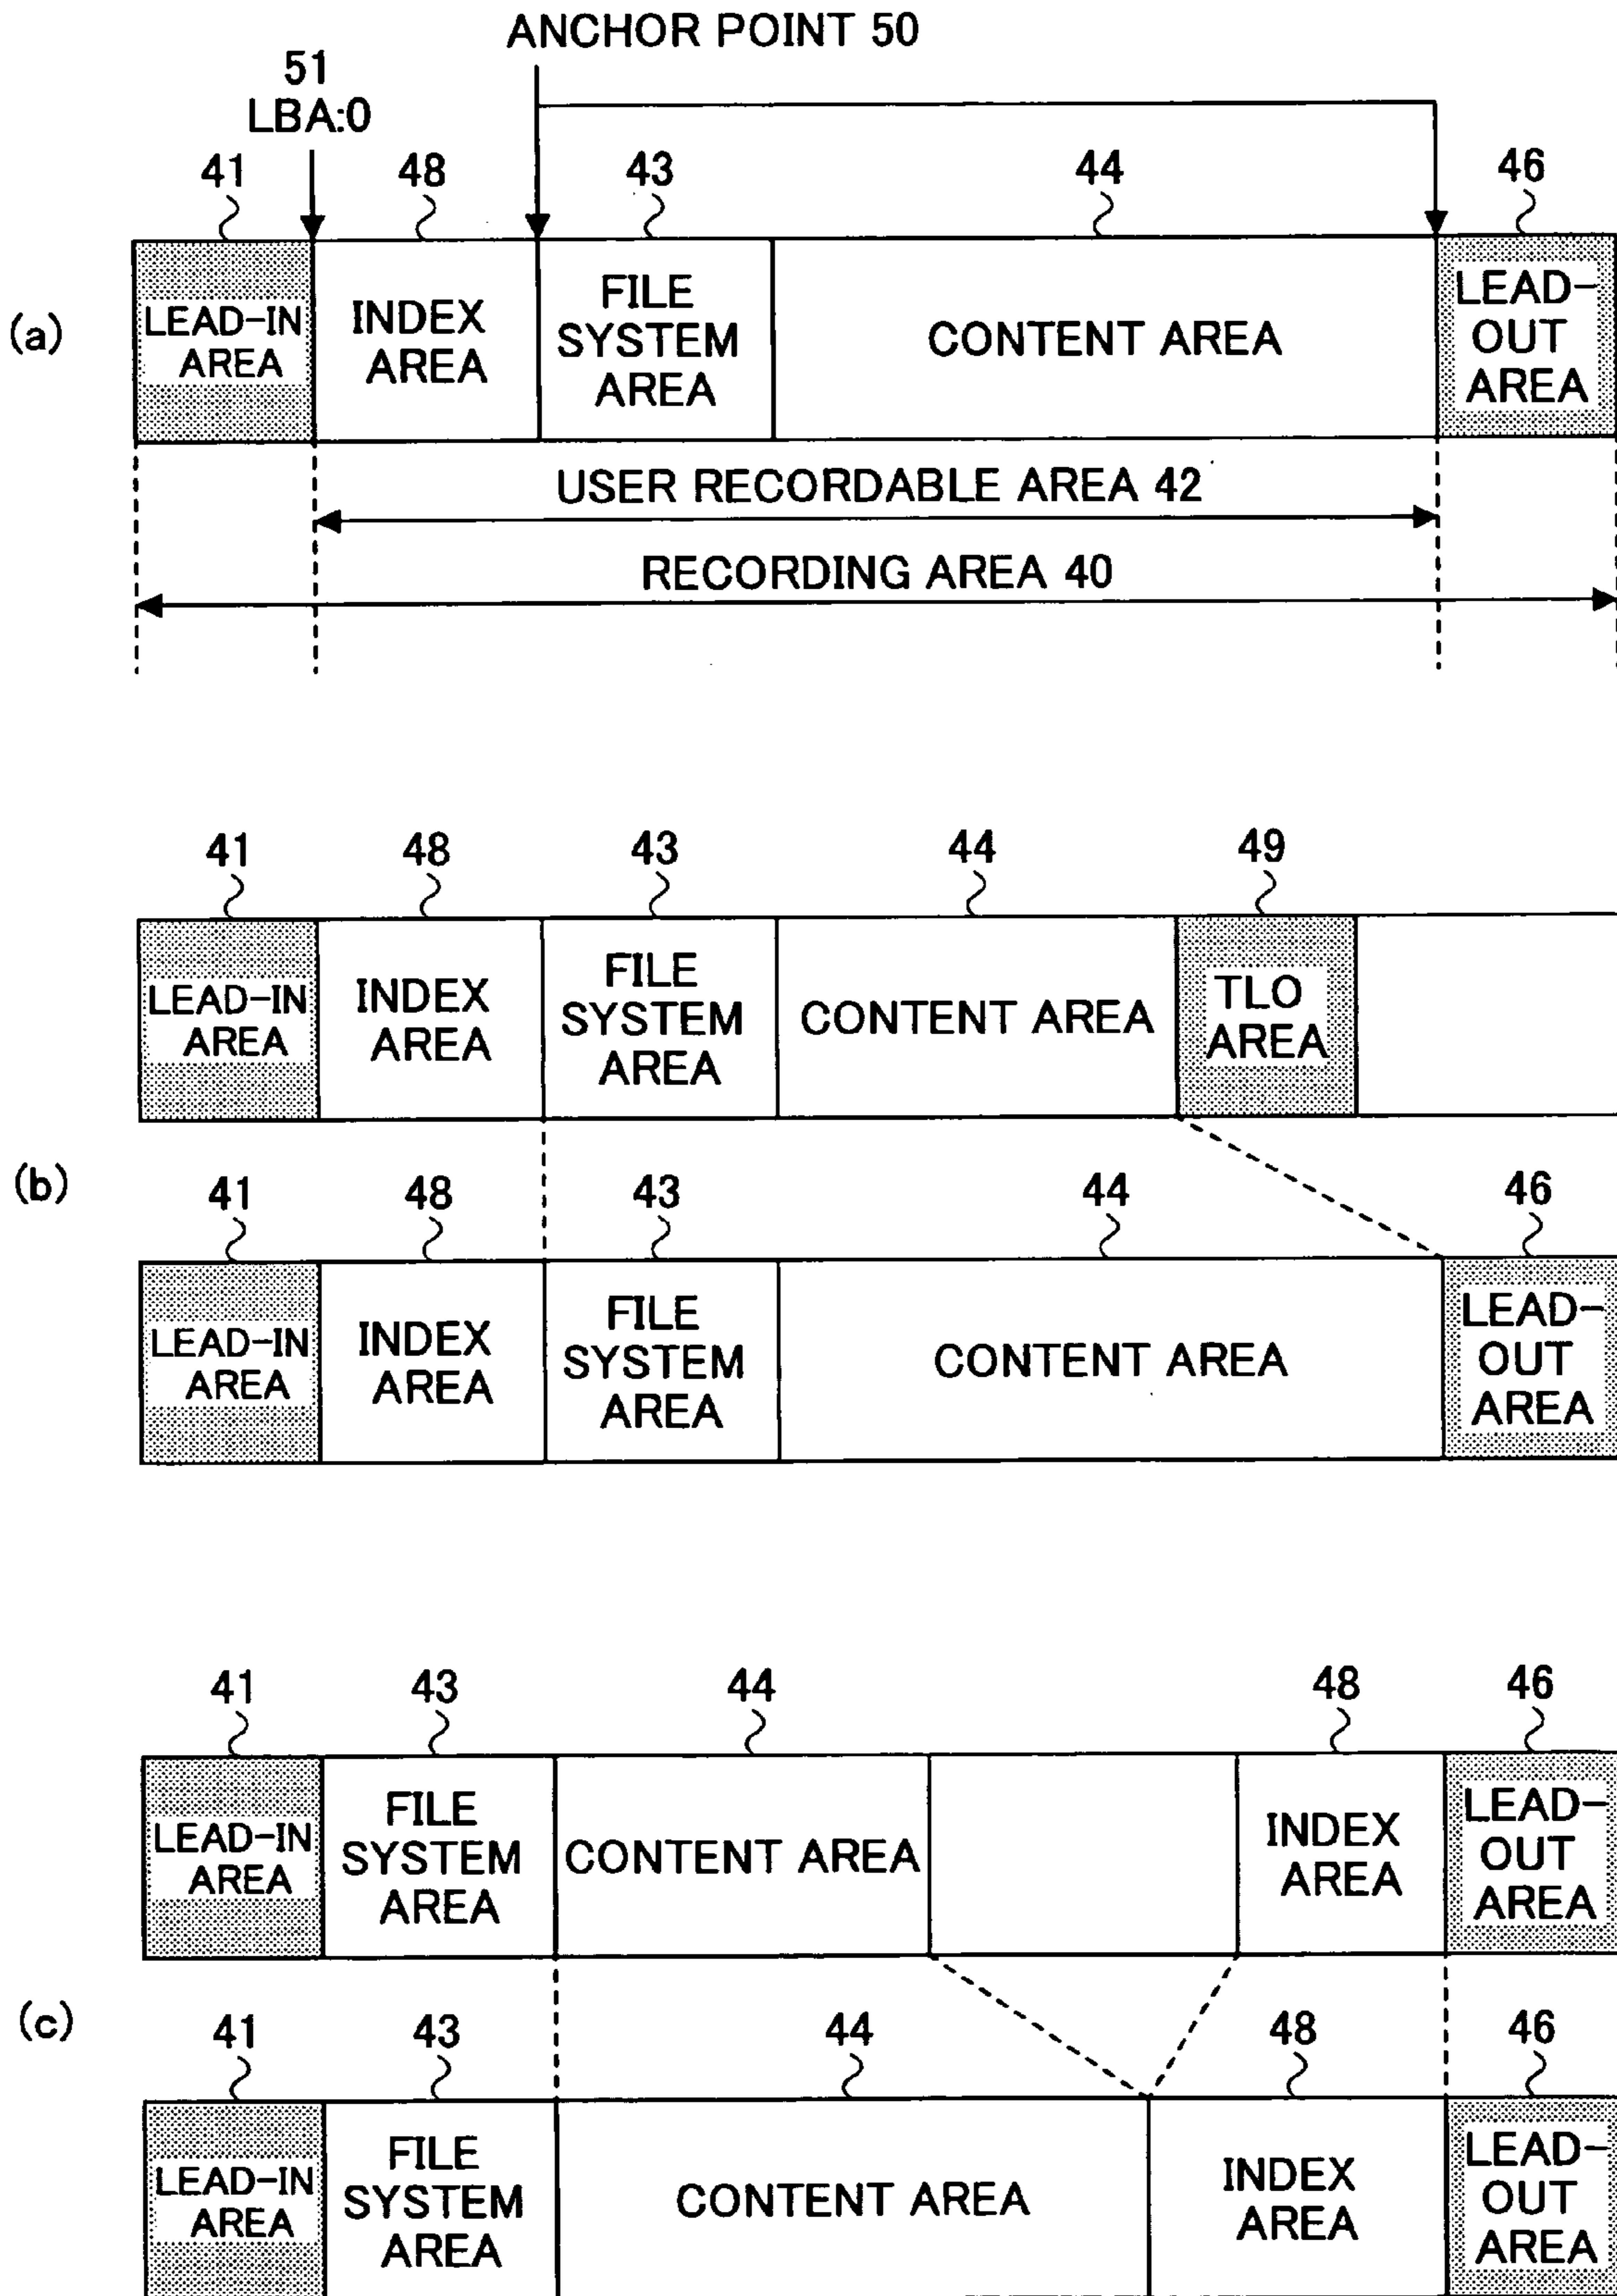 ANCHOR POINT 50
51
LBA:0
41 48 43 44 46
(a)
LEAD-IN
AREA
INDEX
AREA
FILE
SYSTEM
AREA
CONTENT AREA
LEAD-
OUT
AREA
USER RECORDABLE AREA 42
RECORDING AREA 40
41 48 43 44 49
LEAD-IN
AREA
INDEX
AREA
FILE
SYSTEM
AREA
CONTENT AREA
TLO
AREA
(b)
41 48 43 44 46
LEAD-IN
AREA
INDEX
AREA
FILE
SYSTEM
AREA
CONTENT AREA
LEAD-
OUT
AREA
41 43 44 48 46
LEAD-IN
AREA
FILE
SYSTEM
AREA
CONTENT AREA
INDEX
AREA
LEAD-
OUT
AREA
(c)
41 43 44 48 46
LEAD-IN
AREA
FILE
SYSTEM
AREA
CONTENT AREA
INDEX
AREA
LEAD-
OUT
AREA